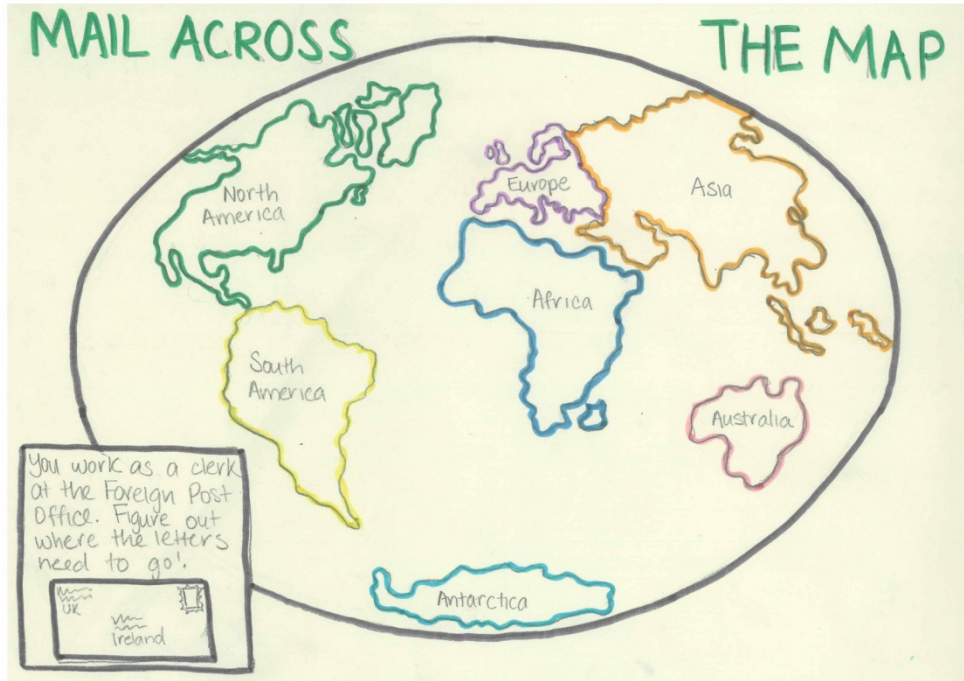 MAIL ACROSS THE MAP
North
America
Europe
Asia
Africa
South
America
Australia
Antarctica
You work as a clerk
at the Foreign Post
Office. Figure out
where the letters
need to go!
UK
Ireland